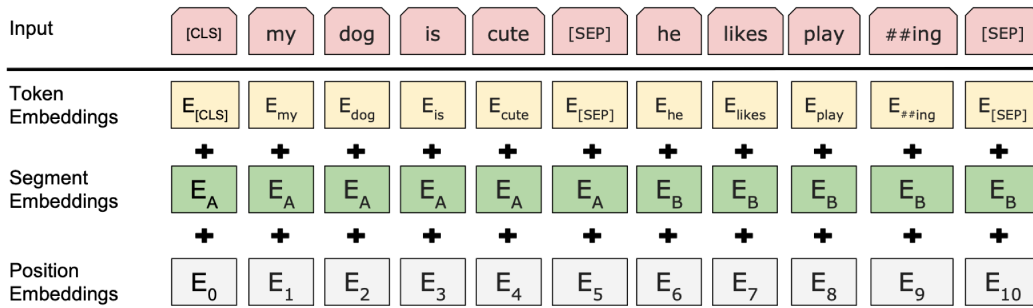 Input [CLS] my dog is cute [SEP] he likes play ##ing [SEP]
Token
Embeddings
E[CLS] Emy Edog Eis Ecute E[SEP] Ehe Elikes Eplay E##ing E[SEP]
+ + + + + + + + + + +
Segment
Embeddings
EA EA EA EA EA EA EB EB EB EB EB
+ + + + + + + + + + +
Position
Embeddings
E0 E1 E2 E3 E4 E5 E6 E7 E8 E9 E10